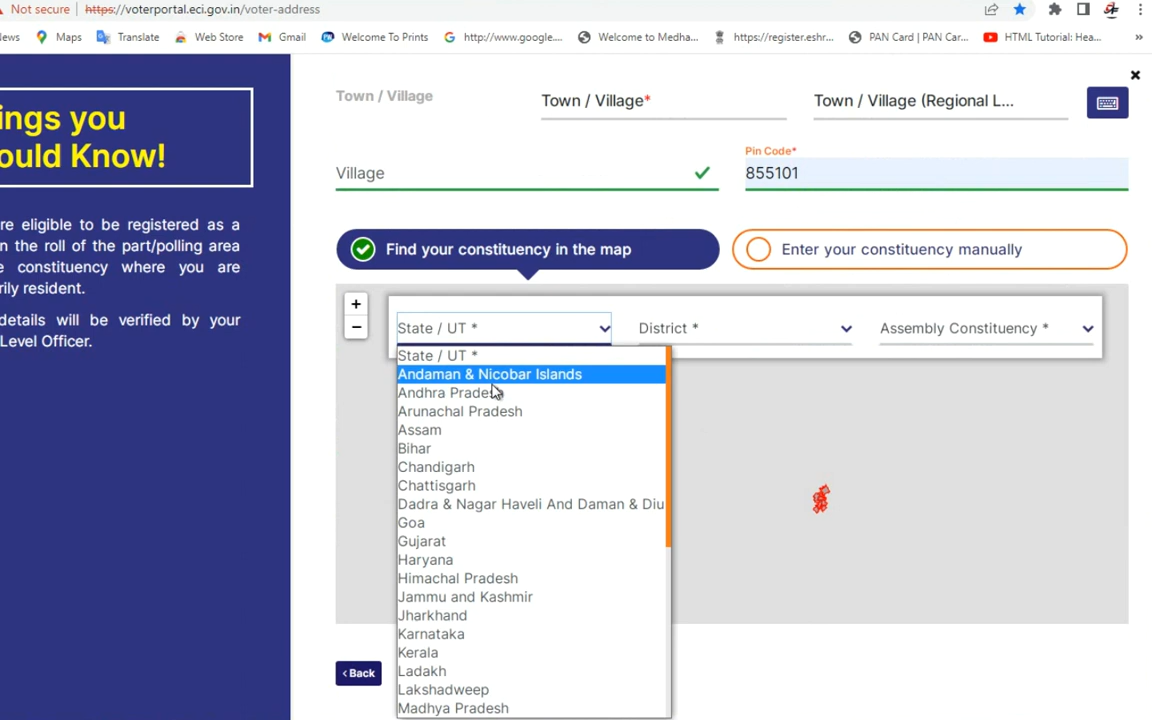 Not secure https://voterportal.eci.gov.in/voter-address
News Maps Translate Web Store Gmail Welcome To Prints http://www.google.... Welcome to Medha... https://register.eshr... PAN Card | PAN Car... HTML Tutorial: Hea... »
ings you
ould Know!
re eligible to be registered as a
n the roll of the part/polling area
e constituency where you are
rily resident.
details will be verified by your
Level Officer.
Town / Village
Town / Village*
Town / Village (Regional L...
Village
Pin Code*
855101
Find your constituency in the map
Enter your constituency manually
+
−
State / UT *
District *
Assembly Constituency *
State / UT *
Andaman & Nicobar Islands
Andhra Prade
Arunachal Pradesh
Assam
Bihar
Chandigarh
Chattisgarh
Dadra & Nagar Haveli And Daman & Diu
Goa
Gujarat
Haryana
Himachal Pradesh
Jammu and Kashmir
Jharkhand
Karnataka
Kerala
Ladakh
Lakshadweep
Madhya Pradesh
‹ Back